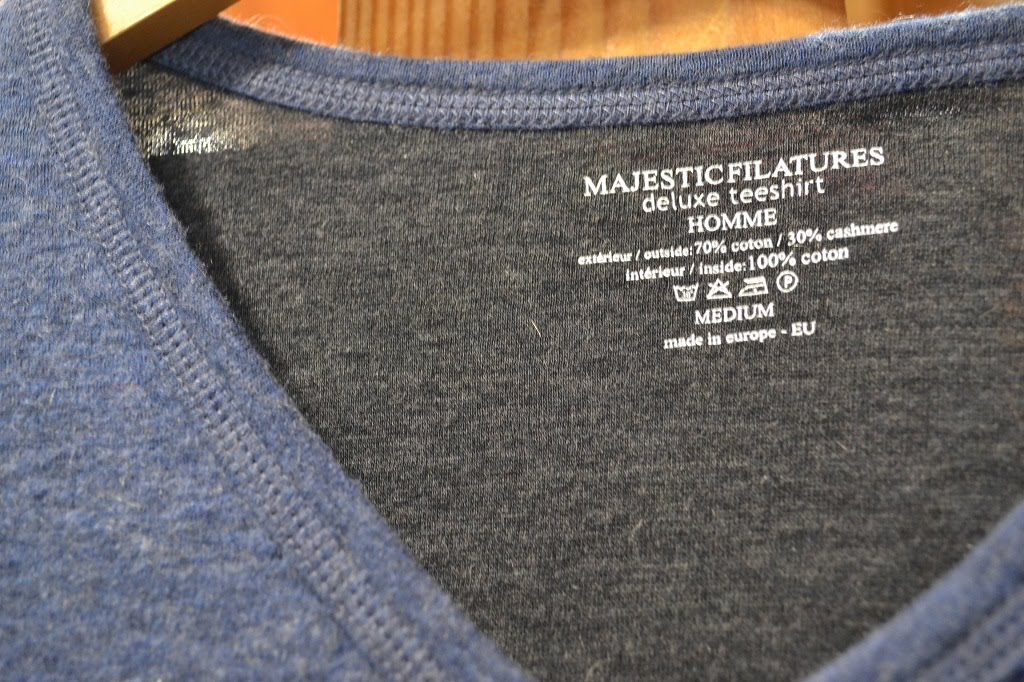 MAJESTIC FILATURES
deluxe teeshirt
HOMME
extérieur / outside: 70% coton / 30% cashmere
intérieur / inside: 100% coton
P
MEDIUM
made in europe - EU